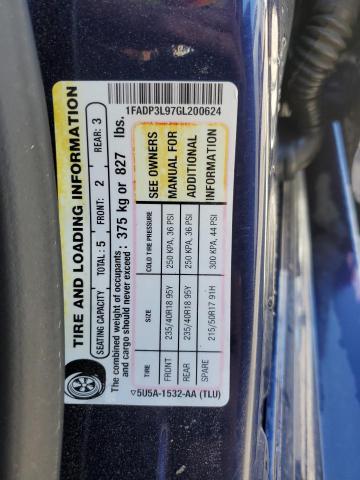 1FADP3L97GL200624
TIRE AND LOADING INFORMATION
SEATING CAPACITY TOTAL: 5 FRONT: 2 REAR: 3
The combined weight of occupants and cargo should never exceed: 375 kg or 827 lbs.
TIRE SIZE COLD TIRE PRESSURE
FRONT 235/40R18 95Y 250 KPA, 36 PSI
REAR 235/40R18 95Y 250 KPA, 36 PSI
SPARE 215/50R17 91H 300 KPA, 44 PSI
SEE OWNERS
MANUAL FOR
ADDITIONAL
INFORMATION
▽5U5A-1532-AA (TLU)